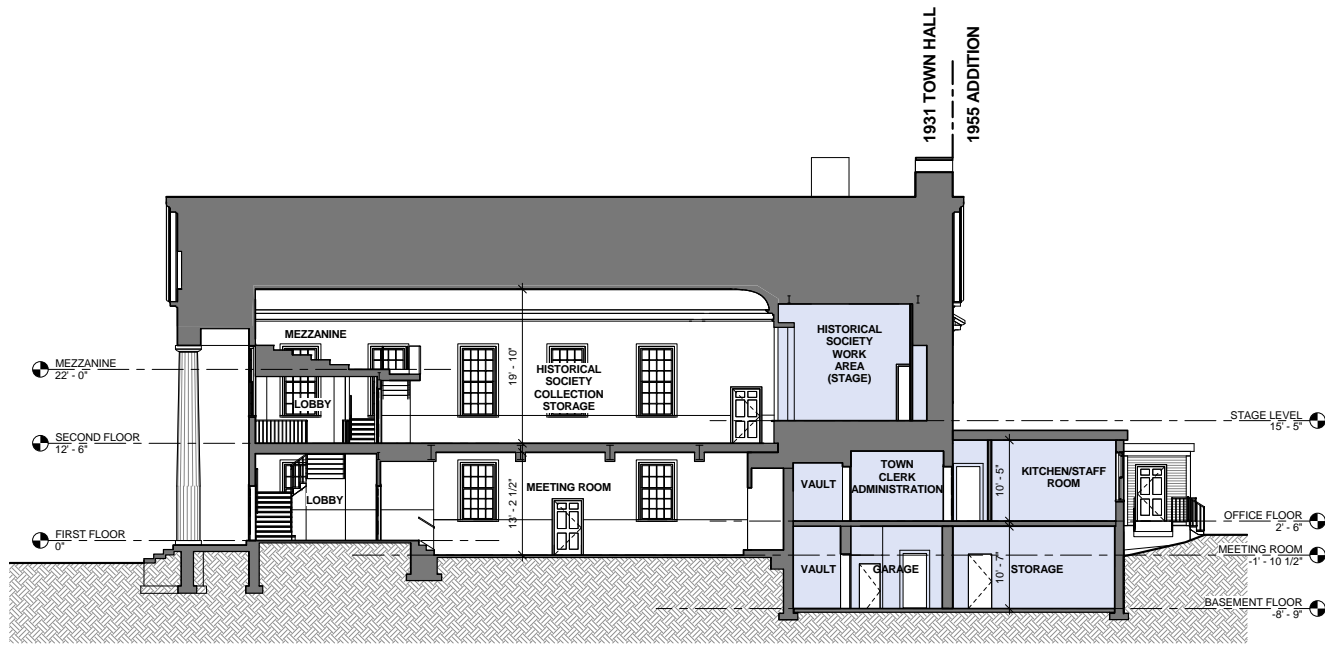 1931 TOWN HALL
1955 ADDITION
MEZZANINE
22' - 0"
SECOND FLOOR
12' - 6"
FIRST FLOOR
0"
MEZZANINE
LOBBY
19' - 10"
HISTORICAL
SOCIETY
COLLECTION
STORAGE
HISTORICAL
SOCIETY
WORK
AREA
(STAGE)
LOBBY
13' - 2 1/2"
MEETING ROOM
VAULT
TOWN
CLERK
ADMINISTRATION
10' - 5"
KITCHEN/STAFF
ROOM
VAULT
GARAGE
10' - 7"
STORAGE
STAGE LEVEL
15' - 5"
OFFICE FLOOR
2' - 6"
MEETING ROOM
-1' - 10 1/2"
BASEMENT FLOOR
-8' - 9"